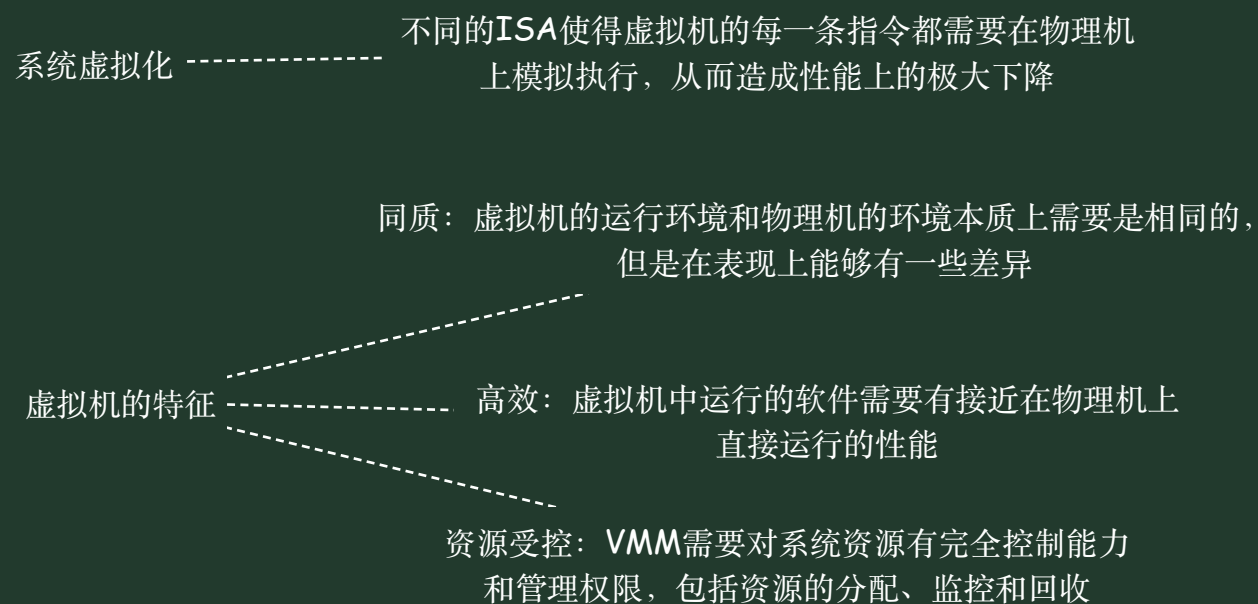 系统虚拟化
不同的ISA使得虚拟机的每一条指令都需要在物理机
上模拟执行，从而造成性能上的极大下降
虚拟机的特征
同质：虚拟机的运行环境和物理机的环境本质上需要是相同的，
但是在表现上能够有一些差异
高效：虚拟机中运行的软件需要有接近在物理机上
直接运行的性能
资源受控：VMM需要对系统资源有完全控制能力
和管理权限，包括资源的分配、监控和回收